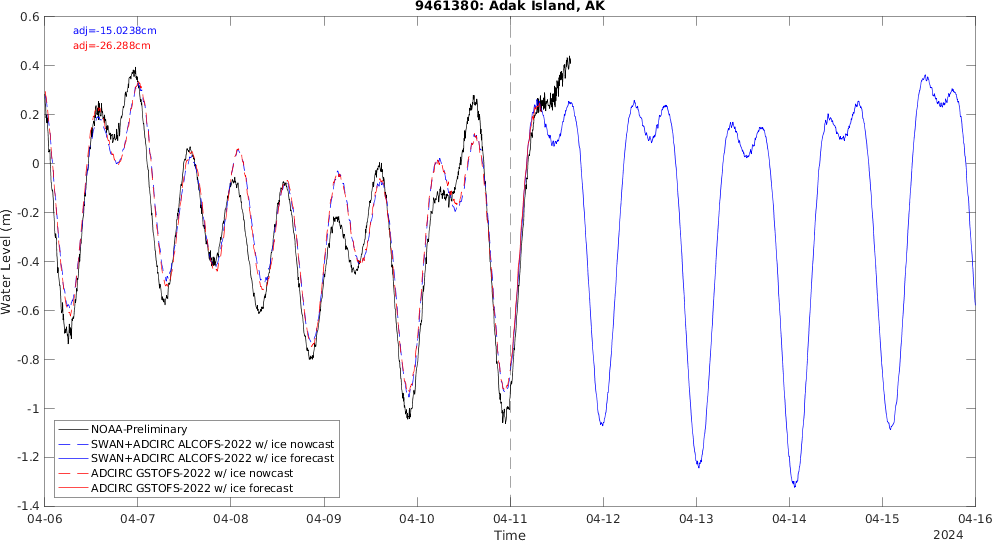 9461380: Adak Island, AK
adj=-15.0238cm
adj=-26.288cm
0.6
0.4
0.2
0
-0.2
-0.4
-0.6
-0.8
-1
-1.2
-1.4
Water Level (m)
NOAA-Preliminary
SWAN+ADCIRC ALCOFS-2022 w/ ice nowcast
SWAN+ADCIRC ALCOFS-2022 w/ ice forecast
ADCIRC GSTOFS-2022 w/ ice nowcast
ADCIRC GSTOFS-2022 w/ ice forecast
04-06 04-07 04-08 04-09 04-10 04-11 04-12 04-13 04-14 04-15 04-16
Time
2024